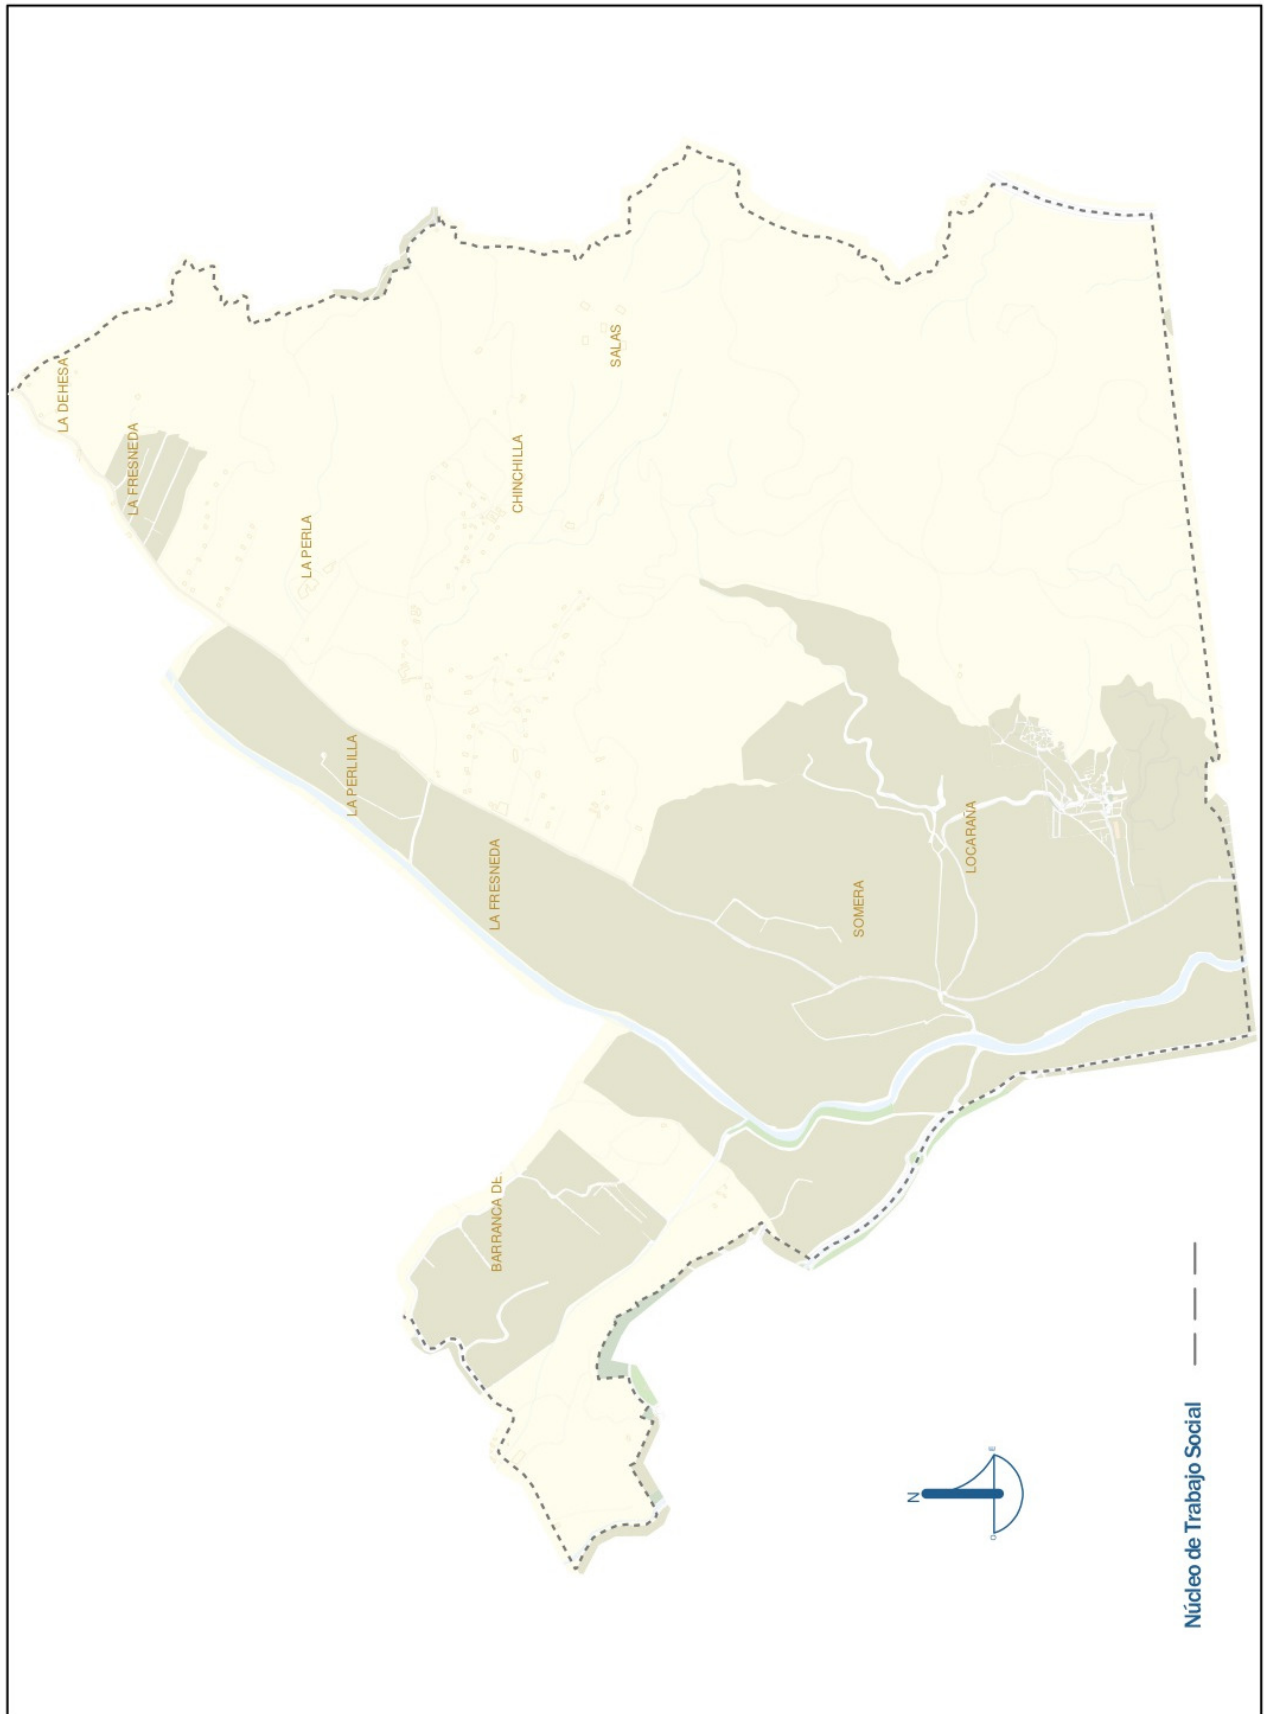 LA DEHESA
LA FRESNEDA
LA PERLA
CHINCHILLA
SALAS
LA PERLILLA
LA FRESNEDA
SOMERA
LOCARAÑA
BARRANCA DE
N
E
O
Núcleo de Trabajo Social